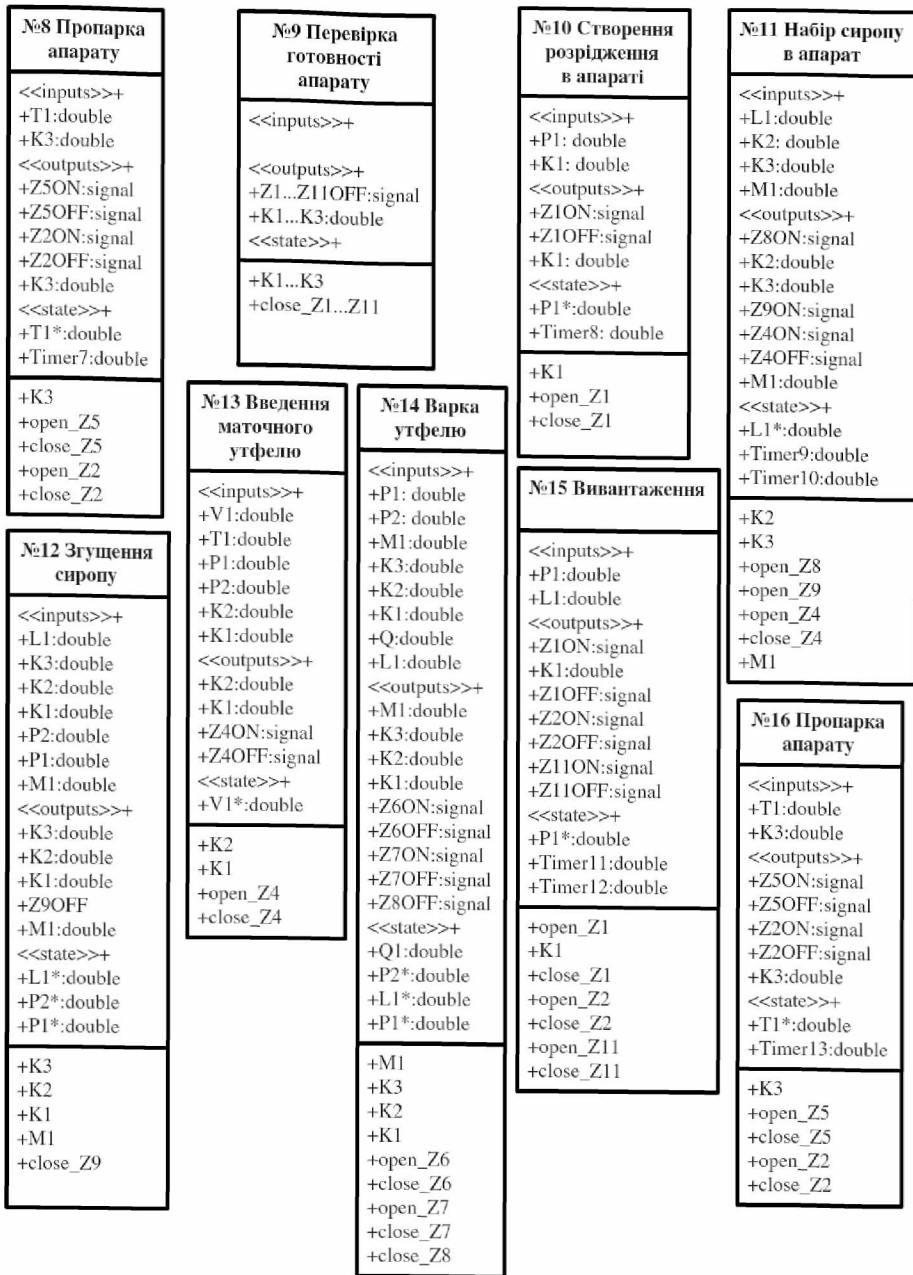 №8 Пропарка
апарату
<<inputs>>+
+T1:double
+K3:double
<<outputs>>+
+Z5ON:signal
+Z5OFF:signal
+Z2ON:signal
+Z2OFF:signal
+K3:double
<<state>>+
+T1*:double
+Timer7:double
+K3
+open_Z5
+close_Z5
+open_Z2
+close_Z2
№9 Перевірка
готовності
апарату
<<inputs>>+
<<outputs>>+
+Z1...Z11OFF:signal
+K1...K3:double
<<state>>+
+K1...K3
+close_Z1...Z11
№10 Створення
розрідження
в апараті
<<inputs>>+
+P1: double
+K1: double
<<outputs>>+
+Z1ON:signal
+Z1OFF:signal
+K1: double
<<state>>+
+P1*:double
+Timer8: double
+K1
+open_Z1
+close_Z1
№11 Набір сиропу
в апарат
<<inputs>>+
+L1:double
+K2: double
+K3:double
+M1:double
<<outputs>>+
+Z8ON:signal
+K2:double
+K3:double
+Z9ON:signal
+Z4ON:signal
+Z4OFF:signal
+M1:double
<<state>>+
+L1*:double
+Timer9:double
+Timer10:double
+K2
+K3
+open_Z8
+open_Z9
+open_Z4
+close_Z4
+M1
№12 Згущення
сиропу
<<inputs>>+
+L1:double
+K3:double
+K2:double
+K1:double
+P2:double
+P1:double
+M1:double
<<outputs>>+
+K3:double
+K2:double
+K1:double
+Z9OFF
+M1:double
<<state>>+
+L1*:double
+P2*:double
+P1*:double
+K3
+K2
+K1
+M1
+close_Z9
№13 Введення
маточного
утфелю
<<inputs>>+
+V1:double
+T1:double
+P1:double
+P2:double
+K2:double
+K1:double
<<outputs>>+
+K2:double
+K1:double
+Z4ON:signal
+Z4OFF:signal
<<state>>+
+V1*:double
+K2
+K1
+open_Z4
+close_Z4
№14 Варка
утфелю
<<inputs>>+
+P1: double
+P2: double
+M1:double
+K3:double
+K2:double
+K1:double
+Q:double
+L1:double
<<outputs>>+
+M1:double
+K3:double
+K2:double
+K1:double
+Z6ON:signal
+Z6OFF:signal
+Z7ON:signal
+Z7OFF:signal
+Z8OFF:signal
<<state>>+
+Q1:double
+P2*:double
+L1*:double
+P1*:double
+M1
+K3
+K2
+K1
+open_Z6
+close_Z6
+open_Z7
+close_Z7
+close_Z8
№15 Вивантаження
<<inputs>>+
+P1:double
+L1:double
<<outputs>>+
+Z1ON:signal
+K1:double
+Z1OFF:signal
+Z2ON:signal
+Z2OFF:signal
+Z11ON:signal
+Z11OFF:signal
<<state>>+
+P1*:double
+Timer11:double
+Timer12:double
+open_Z1
+K1
+close_Z1
+open_Z2
+close_Z2
+open_Z11
+close_Z11
№16 Пропарка
апарату
<<inputs>>+
+T1:double
+K3:double
<<outputs>>+
+Z5ON:signal
+Z5OFF:signal
+Z2ON:signal
+Z2OFF:signal
+K3:double
<<state>>+
+T1*:double
+Timer13:double
+K3
+open_Z5
+close_Z5
+open_Z2
+close_Z2